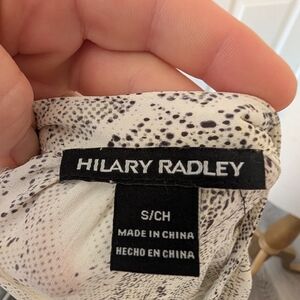 HILARY RADLEY
S/CH
MADE IN CHINA
HECHO EN CHINA